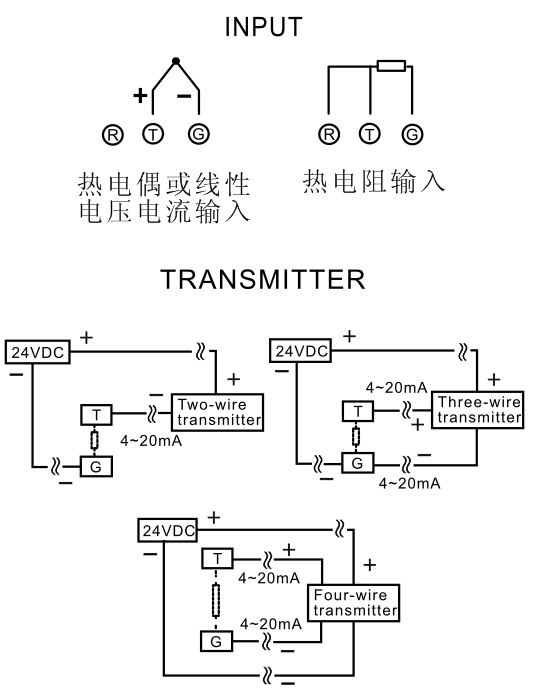 INPUT
+ −
R T G
R T G
热电偶或线性
电压电流输入
热电阻输入
TRANSMITTER
24VDC
+
−
T
G
−
+
Two-wire
transmitter
4~20mA
−
24VDC
+
−
4~20mA
T
+
+
Three-wire
transmitter
G
−
−
4~20mA
24VDC
+
−
T
+
4~20mA
+
Four-wire
transmitter
4~20mA
G
−
−